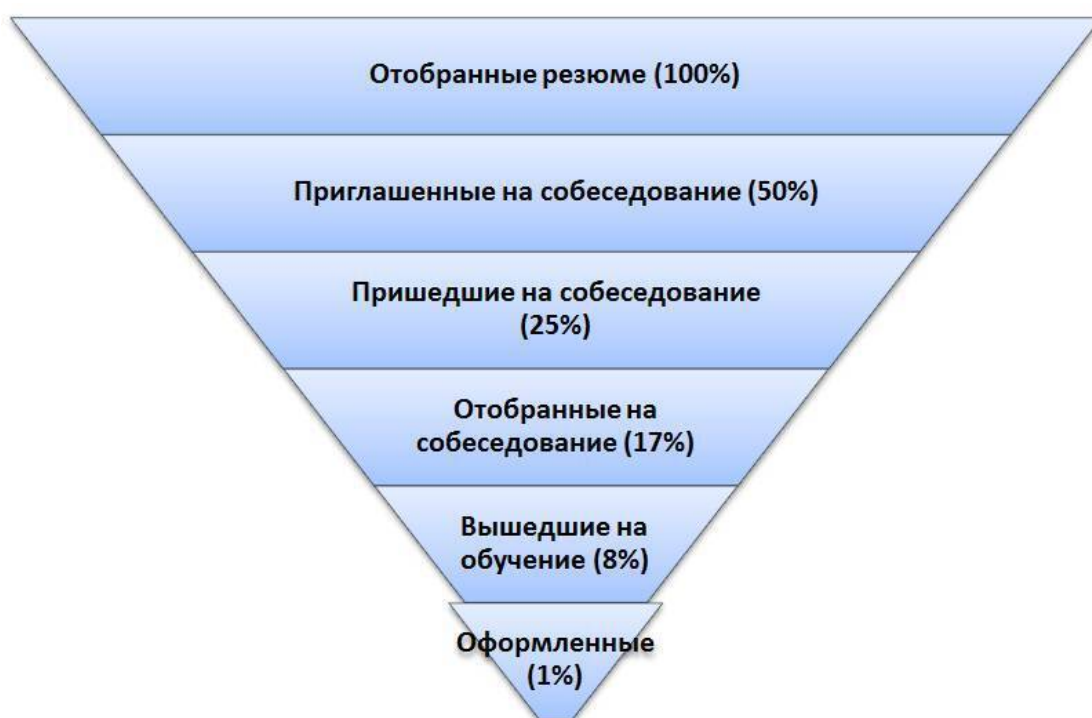 Отобранные резюме (100%)
Приглашенные на собеседование (50%)
Пришедшие на собеседование
(25%)
Отобранные на
собеседование (17%)
Вышедшие на
обучение (8%)
Оформленные
(1%)